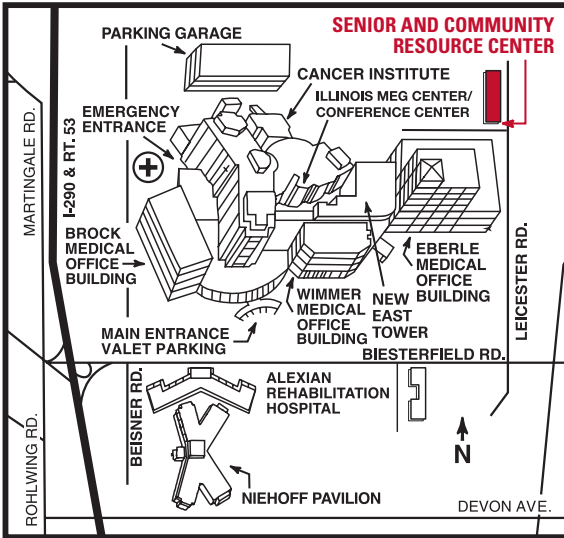 SENIOR AND COMMUNITY
RESOURCE CENTER
PARKING GARAGE
CANCER INSTITUTE
ILLINOIS MEG CENTER/
CONFERENCE CENTER
EMERGENCY
ENTRANCE
MARTINGALE RD.
I-290 & RT. 53
BROCK
MEDICAL
OFFICE
BUILDING
EBERLE
MEDICAL
OFFICE
BUILDING
LEICESTER RD.
WIMMER
MEDICAL
OFFICE
BUILDING
NEW
EAST
TOWER
MAIN ENTRANCE
VALET PARKING
BIESTERFIELD RD.
BEISNER RD.
ALEXIAN
REHABILITATION
HOSPITAL
ROHLWING RD.
N
NIEHOFF PAVILION
DEVON AVE.